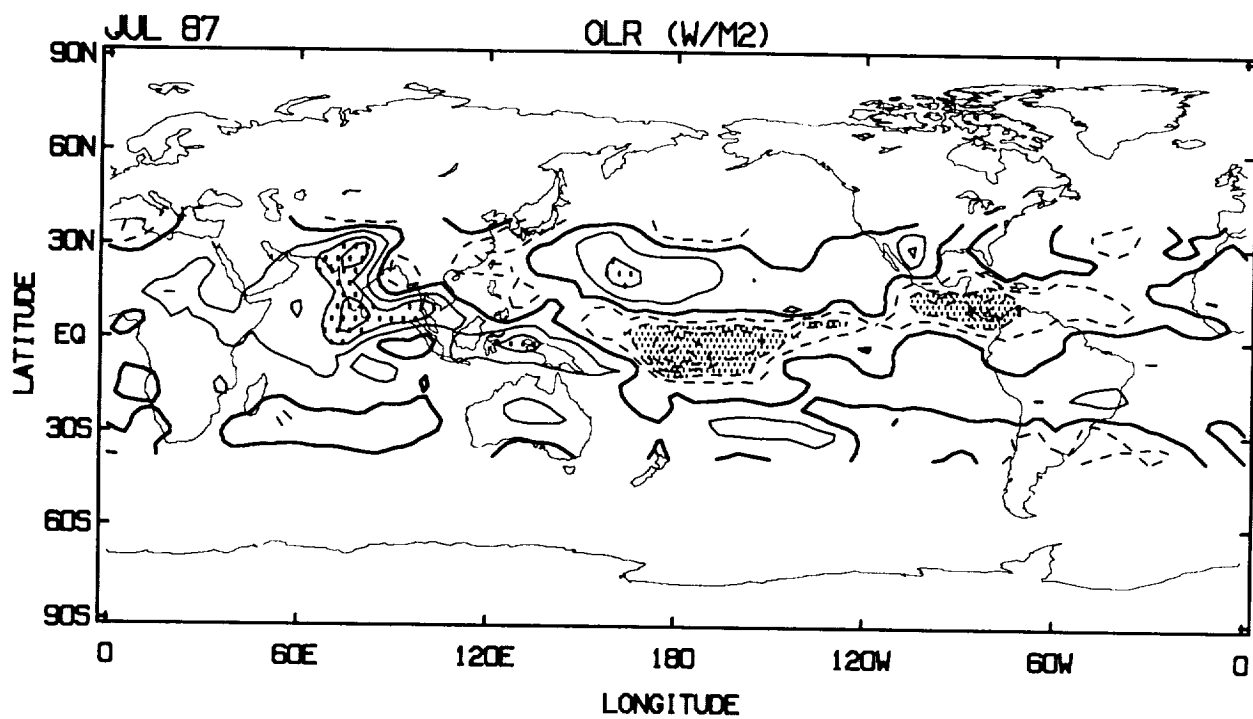 JUL 87 OLR (W/M2)
90N
60N
30N
EQ
30S
60S
90S
LATITUDE
0 60E 120E 180 120W 60W 0
LONGITUDE